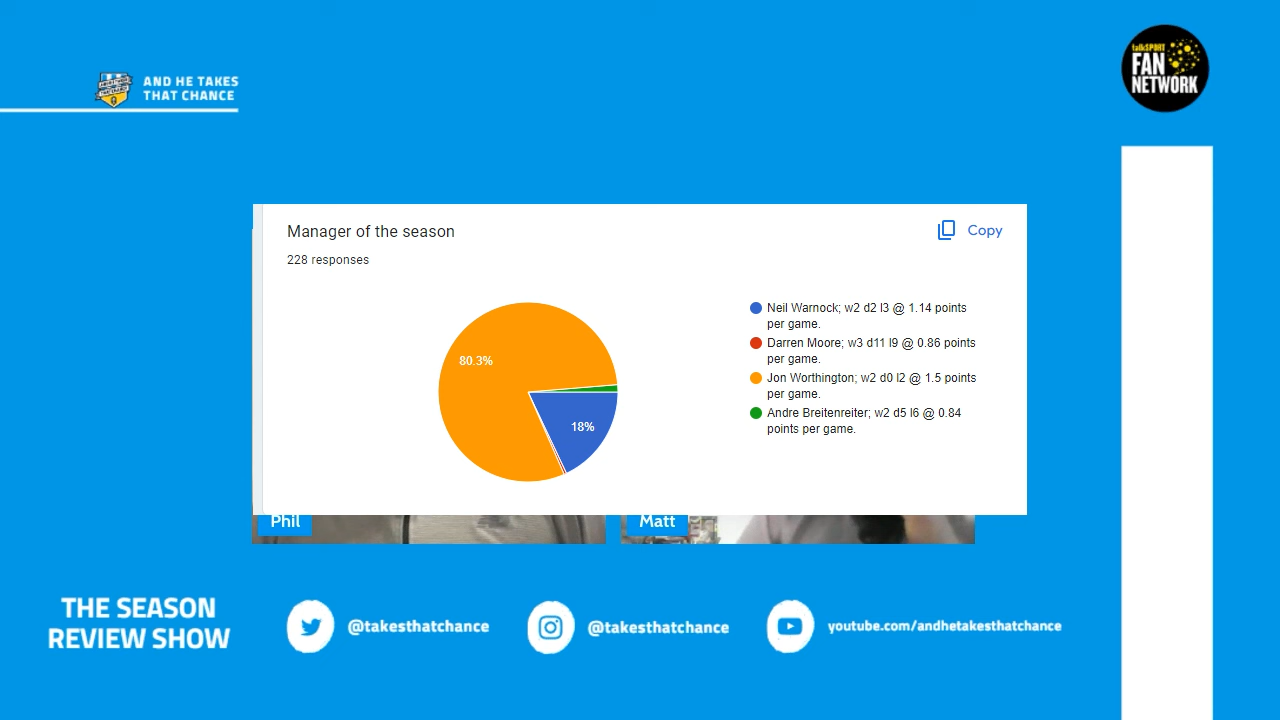 AND HE TAKES
THAT CHANCE
talkSPORT
FAN
NETWORK
Manager of the season
Copy
228 responses
80.3%
18%
Neil Warnock; w2 d2 l3 @ 1.14 points
per game.
Darren Moore; w3 d11 l9 @ 0.86 points
per game.
Jon Worthington; w2 d0 l2 @ 1.5 points
per game.
Andre Breitenreiter; w2 d5 l6 @ 0.84
points per game.
Phil
Matt
THE SEASON
REVIEW SHOW
@takesthatchance
@takesthatchance
youtube.com/andhetakesthatchance